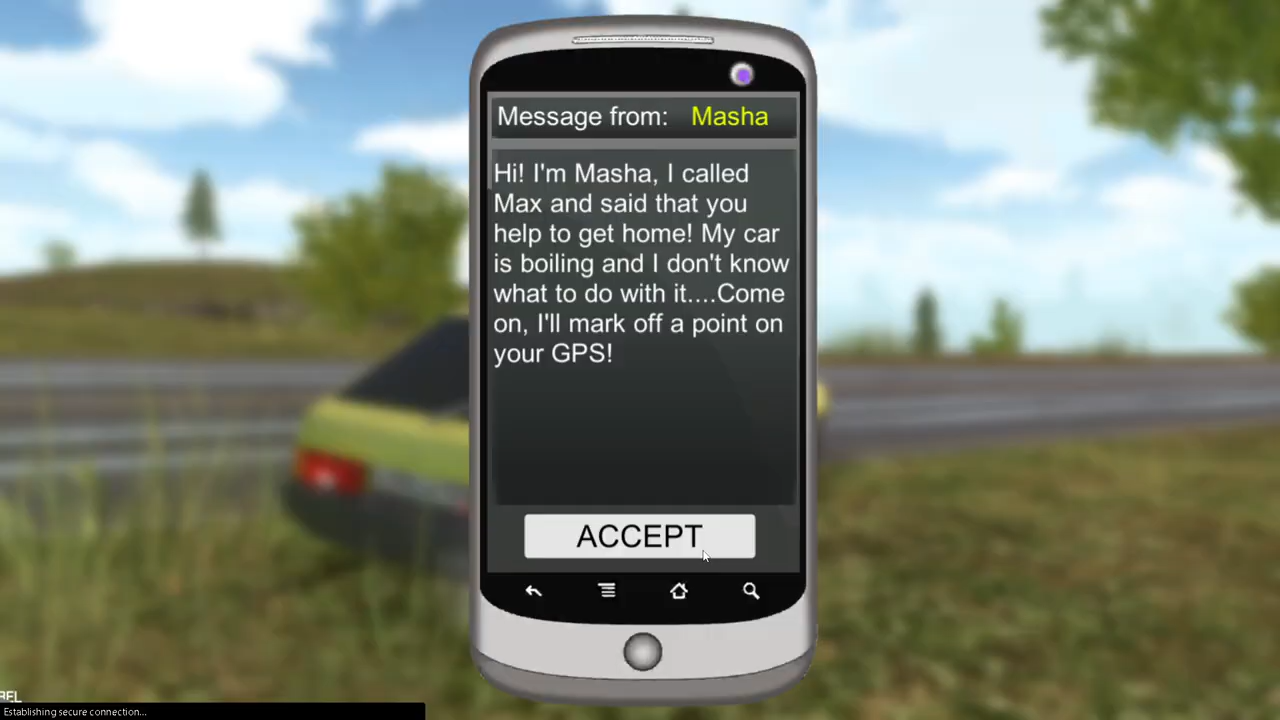 Message from: Masha
Hi! I'm Masha, I called
Max and said that you
help to get home! My car
is boiling and I don't know
what to do with it....Come
on, I'll mark off a point on
your GPS!
ACCEPT
Establishing secure connection...